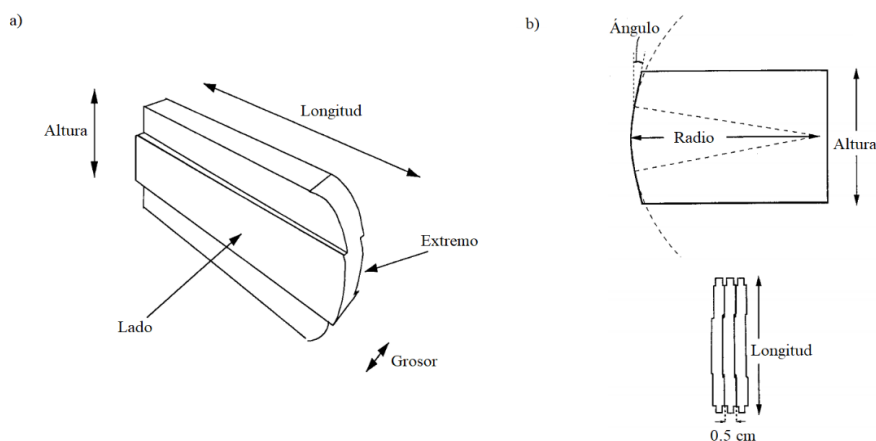 a)
Altura
Longitud
Extremo
Lado
Grosor
b)
Ángulo
Radio
Altura
Longitud
0.5 cm